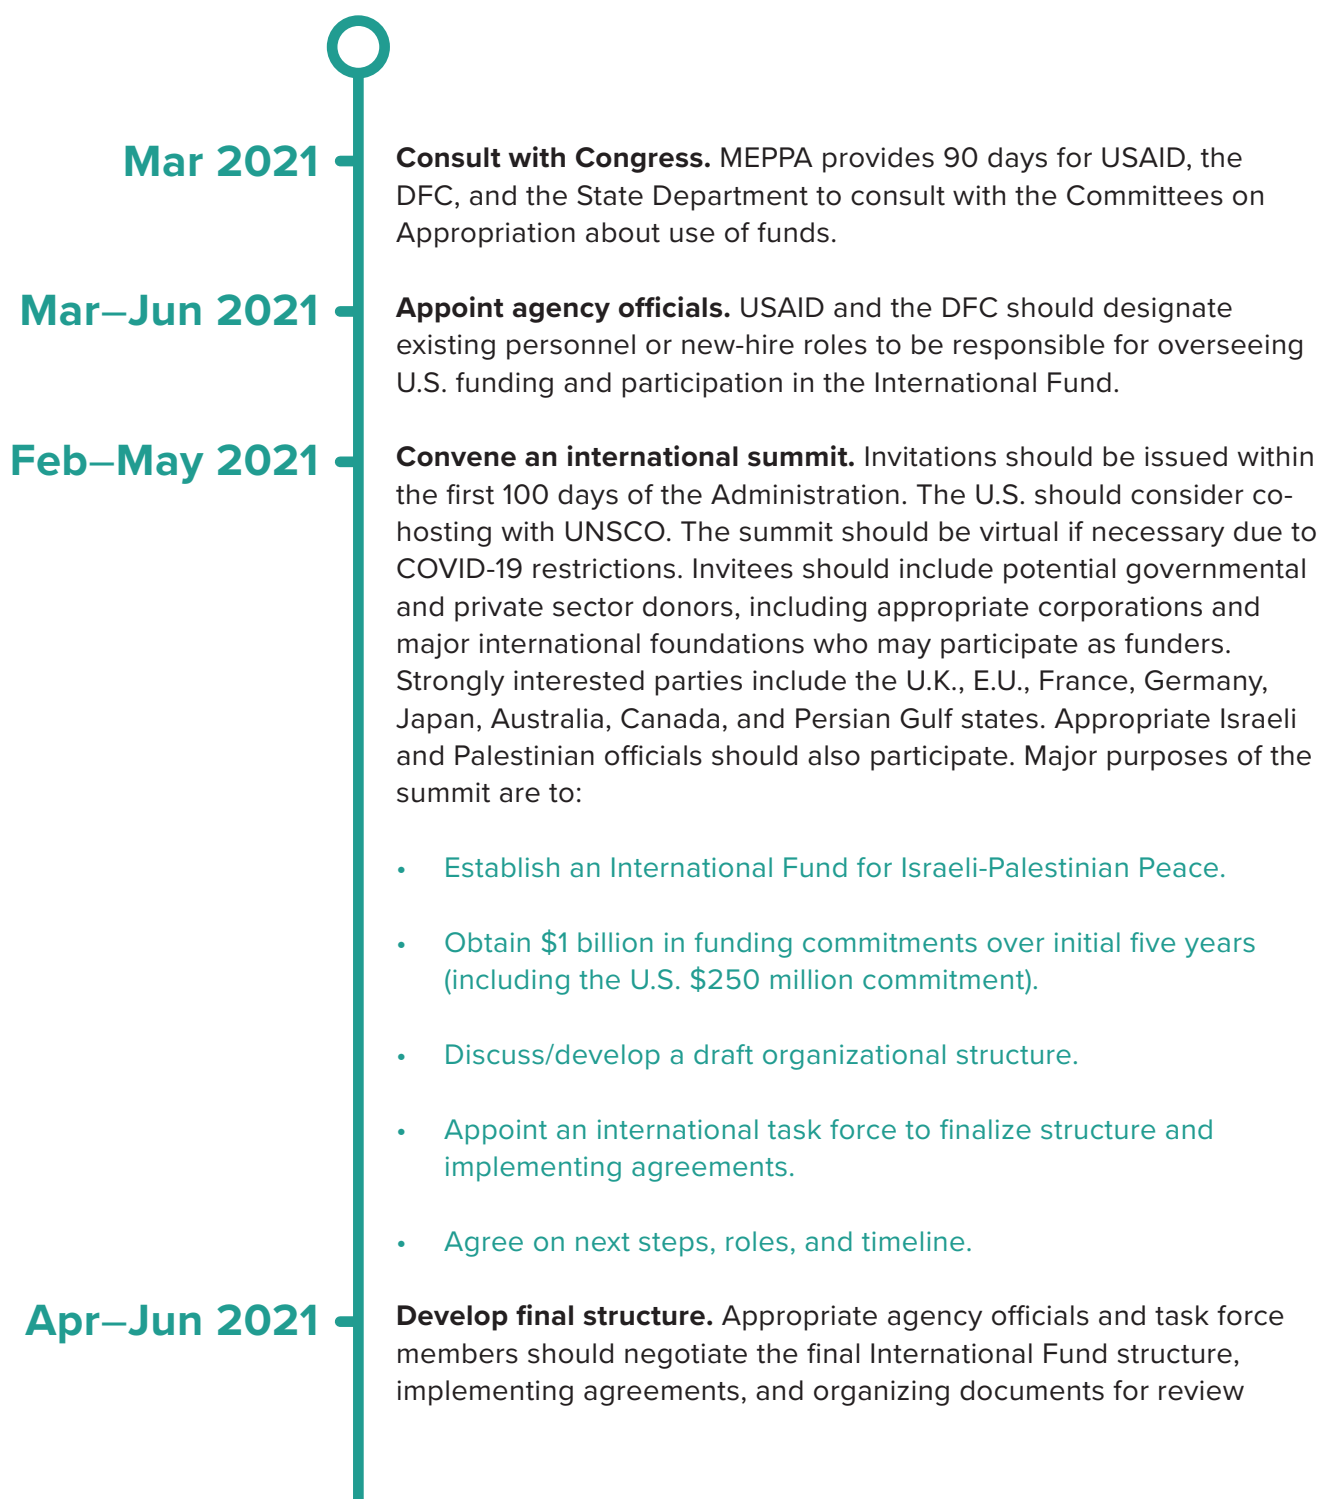 Mar 2021
Consult with Congress. MEPPA provides 90 days for USAID, the
DFC, and the State Department to consult with the Committees on
Appropriation about use of funds.
Mar–Jun 2021
Appoint agency officials. USAID and the DFC should designate
existing personnel or new-hire roles to be responsible for overseeing
U.S. funding and participation in the International Fund.
Feb–May 2021
Convene an international summit. Invitations should be issued within
the first 100 days of the Administration. The U.S. should consider co-
hosting with UNSCO. The summit should be virtual if necessary due to
COVID-19 restrictions. Invitees should include potential governmental
and private sector donors, including appropriate corporations and
major international foundations who may participate as funders.
Strongly interested parties include the U.K., E.U., France, Germany,
Japan, Australia, Canada, and Persian Gulf states. Appropriate Israeli
and Palestinian officials should also participate. Major purposes of the
summit are to:
• Establish an International Fund for Israeli-Palestinian Peace.
• Obtain $1 billion in funding commitments over initial five years
(including the U.S. $250 million commitment).
• Discuss/develop a draft organizational structure.
• Appoint an international task force to finalize structure and
implementing agreements.
• Agree on next steps, roles, and timeline.
Apr–Jun 2021
Develop final structure. Appropriate agency officials and task force
members should negotiate the final International Fund structure,
implementing agreements, and organizing documents for review